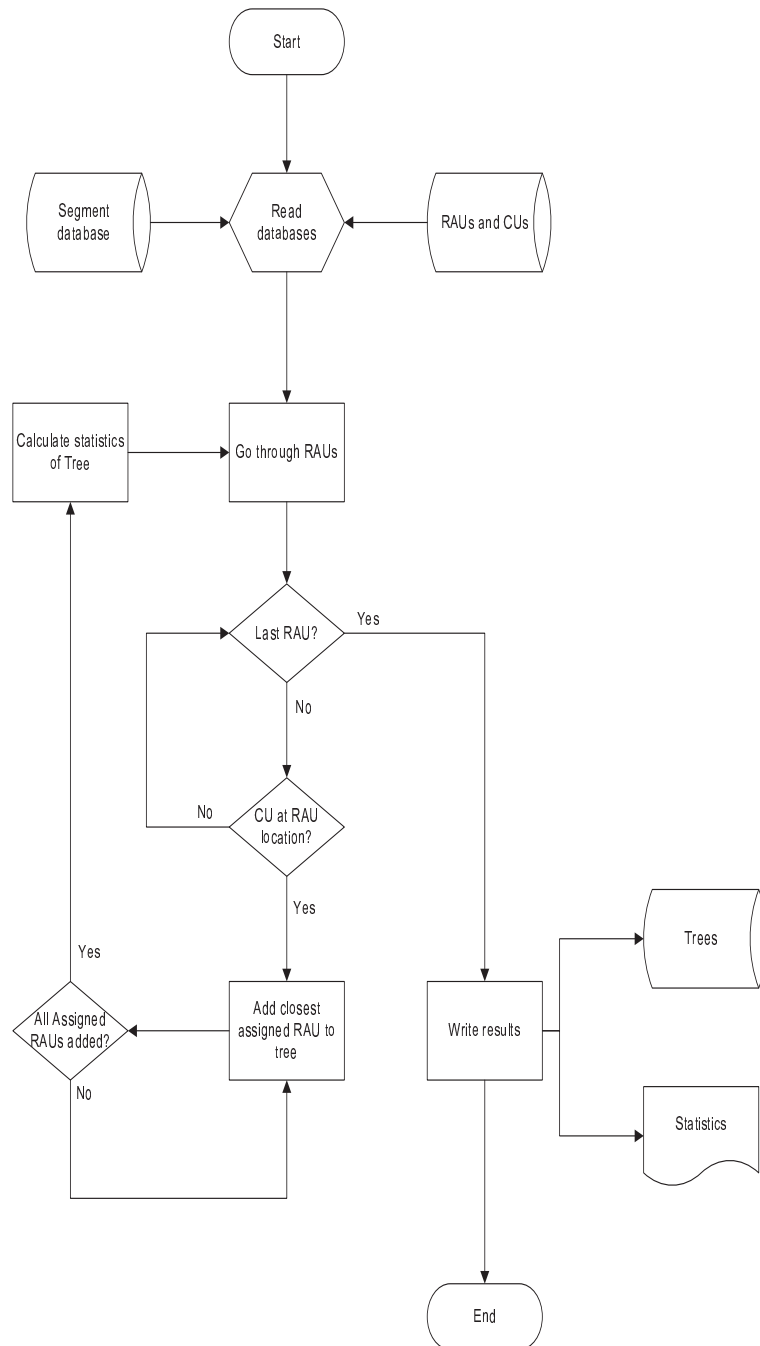 Start
Segment
database
Read
databases
RAUs and CUs
Calculate statistics
of Tree
Go through RAUs
Last RAU?
Yes
No
CU at RAU
location?
No
Yes
Yes
All Assigned
RAUs added?
No
Add closest
assigned RAU to
tree
Write results
Trees
Statistics
End